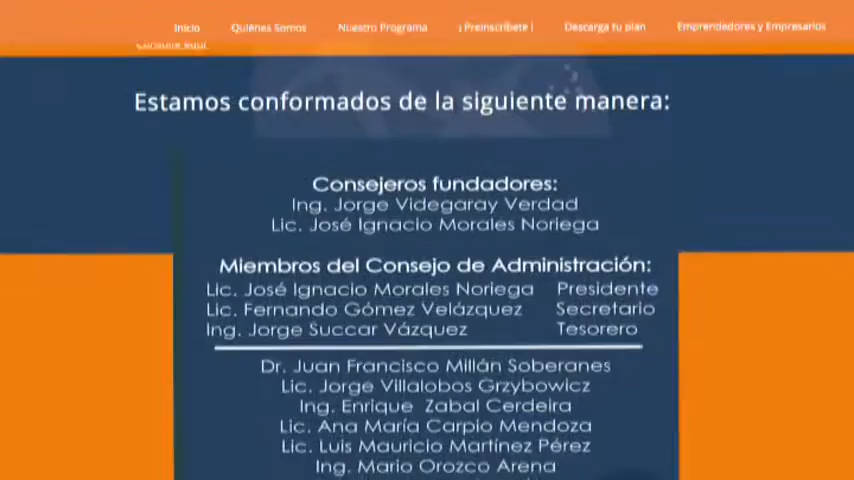 Inicio
Quiénes Somos
Nuestro Programa
¡ Preinscríbete !
Descarga tu plan
Emprendedores y Empresarios
Estamos conformados de la siguiente manera:
Consejeros fundadores:
Ing. Jorge Videgaray Verdad
Lic. José Ignacio Morales Noriega
Miembros del Consejo de Administración:
Lic. José Ignacio Morales Noriega Presidente
Lic. Fernando Gómez Velázquez Secretario
Ing. Jorge Succar Vázquez Tesorero
Dr. Juan Francisco Millán Soberanes
Lic. Jorge Villalobos Grzybowicz
Ing. Enrique Zabal Cerdeira
Lic. Ana María Carpio Mendoza
Lic. Luis Mauricio Martínez Pérez
Ing. Mario Orozco Arena